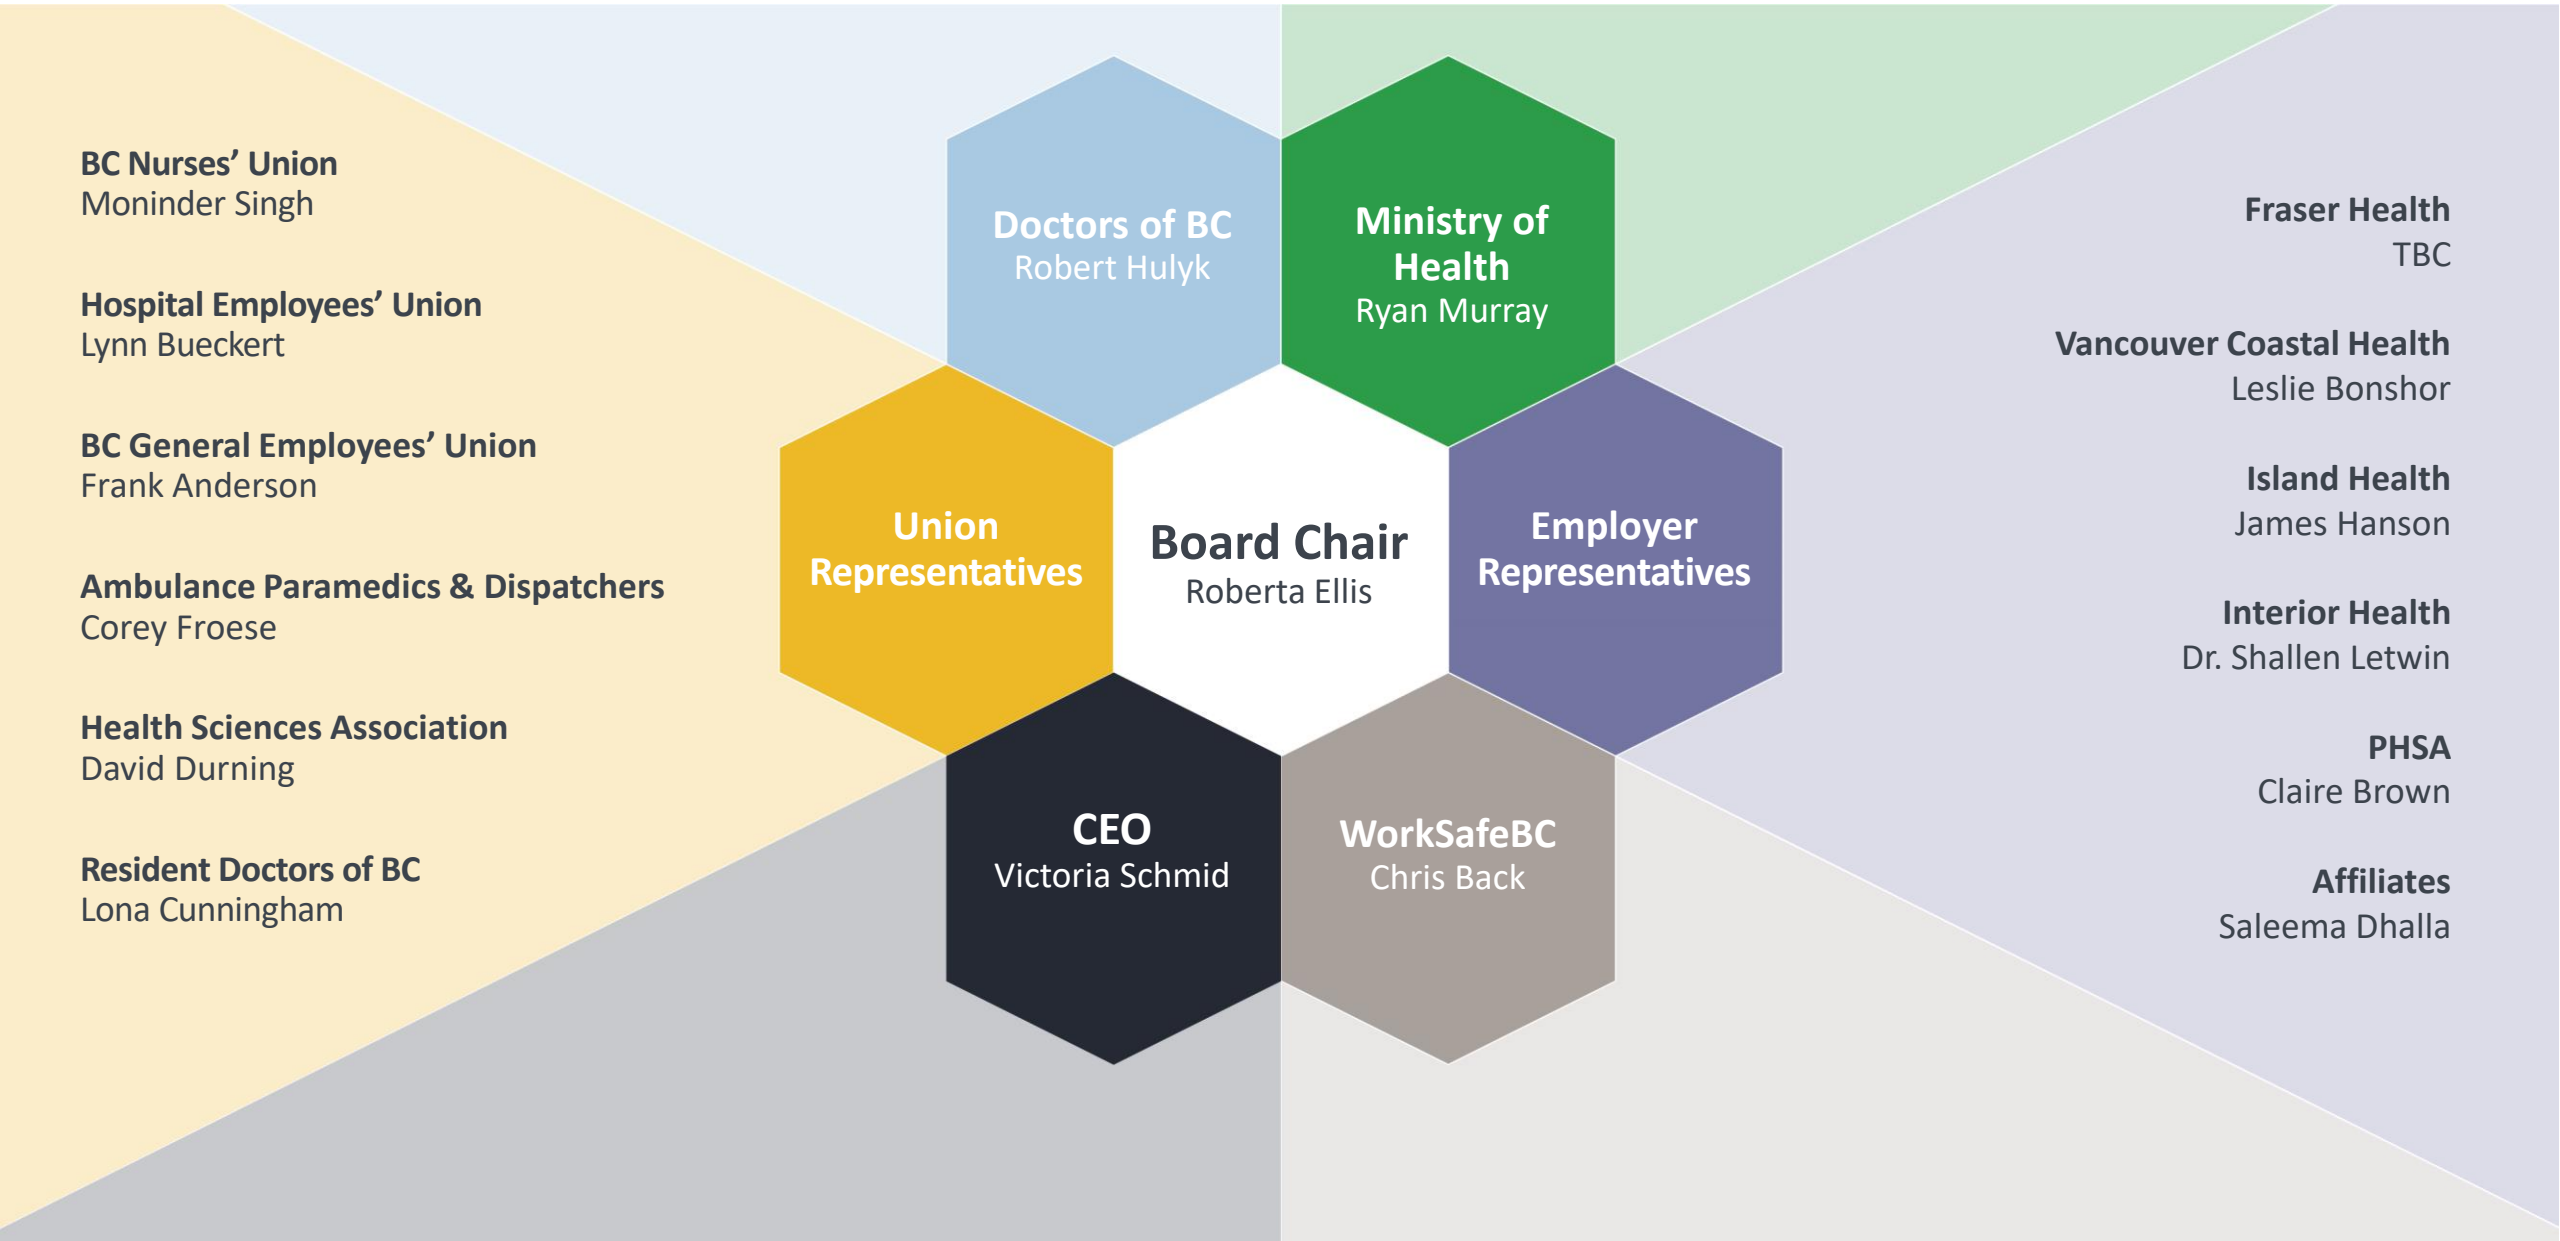 BC Nurses’ Union
Moninder Singh
Hospital Employees’ Union
Lynn Bueckert
BC General Employees’ Union
Frank Anderson
Ambulance Paramedics & Dispatchers
Corey Froese
Health Sciences Association
David Durning
Resident Doctors of BC
Lona Cunningham
Doctors of BC
Robert Hulyk
Ministry of
Health
Ryan Murray
Union
Representatives
Board Chair
Roberta Ellis
Employer
Representatives
CEO
Victoria Schmid
WorkSafeBC
Chris Back
Fraser Health
TBC
Vancouver Coastal Health
Leslie Bonshor
Island Health
James Hanson
Interior Health
Dr. Shallen Letwin
PHSA
Claire Brown
Affiliates
Saleema Dhalla